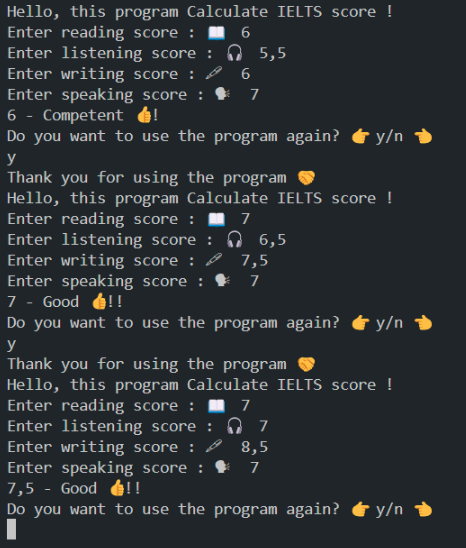 Hello, this program Calculate IELTS score !
Enter reading score : 📖  6
Enter listening score : 🎧  5,5
Enter writing score : 🖋  6
Enter speaking score : 🗣  7
6 - Competent 👍!
Do you want to use the program again? 👉 y/n 👈
y
Thank you for using the program 🤝
Hello, this program Calculate IELTS score !
Enter reading score : 📖  7
Enter listening score : 🎧  6,5
Enter writing score : 🖋  7,5
Enter speaking score : 🗣  7
7 - Good 👍!!
Do you want to use the program again? 👉 y/n 👈
y
Thank you for using the program 🤝
Hello, this program Calculate IELTS score !
Enter reading score : 📖  7
Enter listening score : 🎧  7
Enter writing score : 🖋  8,5
Enter speaking score : 🗣  7
7,5 - Good 👍!!
Do you want to use the program again? 👉 y/n 👈